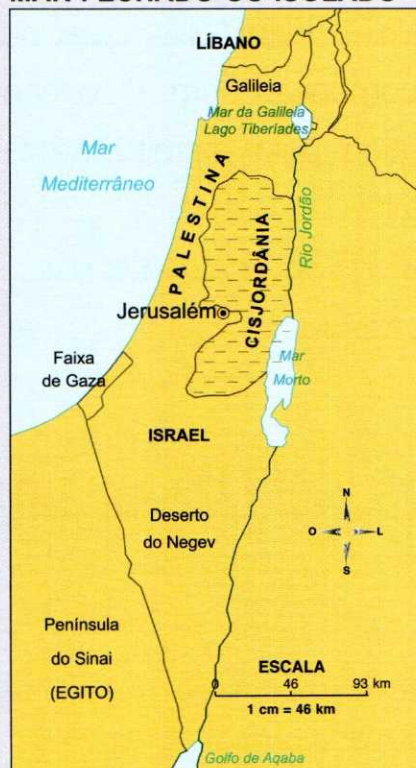 LÍBANO
Galileia
Mar da Galileia
Lago Tiberíades
Mar
Mediterrâneo
PALESTINA
CISJORDÂNIA
Rio Jordão
Jerusalém
Mar
Morto
Faixa
de Gaza
ISRAEL
Deserto
do Negev
N
O
L
S
Península
do Sinai
(EGITO)
ESCALA
0 46 93 km
1 cm = 46 km
Golfo de Aqaba